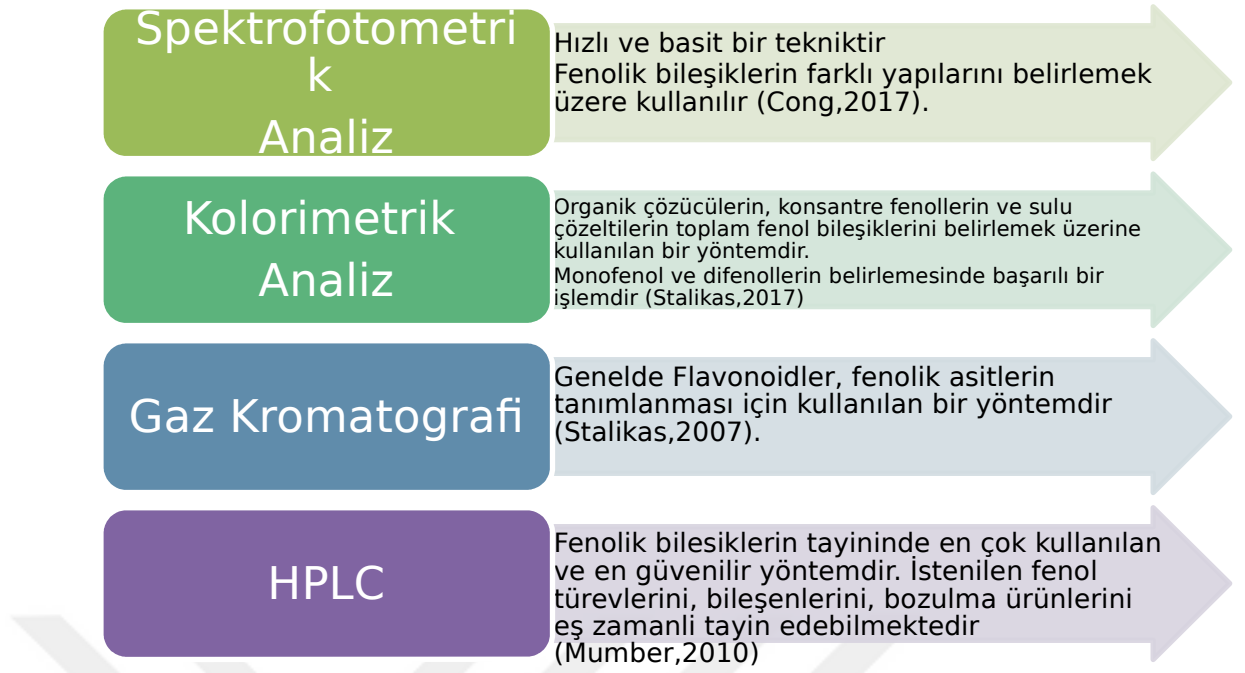 Spektrofotometri
k
Analiz
Hızlı ve basit bir tekniktir
Fenolik bileşiklerin farklı yapılarını belirlemek
üzere kullanılır (Cong,2017).
Kolorimetrik
Analiz
Organik çözücülerin, konsantre fenollerin ve sulu
çözeltilerin toplam fenol bileşiklerini belirlemek üzerine
kullanılan bir yöntemdir.
Monofenol ve difenollerin belirlemesinde başarılı bir
işlemdir (Stalikas,2017)
Gaz Kromatografi
Genelde Flavonoidler, fenolik asitlerin
tanımlanması için kullanılan bir yöntemdir
(Stalikas,2007).
HPLC
Fenolik bilesiklerin tayininde en çok kullanılan
ve en güvenilir yöntemdir. İstenilen fenol
türevlerini, bileşenlerini, bozulma ürünlerini
eş zamanli tayin edebilmektedir
(Mumber,2010)